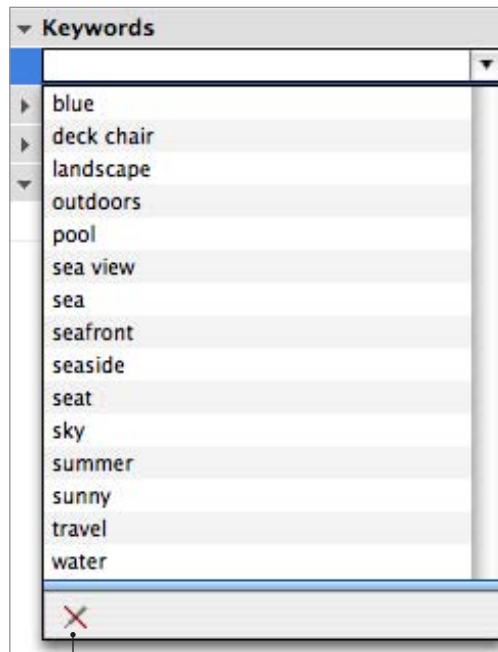 Keywords
blue
deck chair
landscape
outdoors
pool
sea view
sea
seafront
seaside
seat
sky
summer
sunny
travel
water